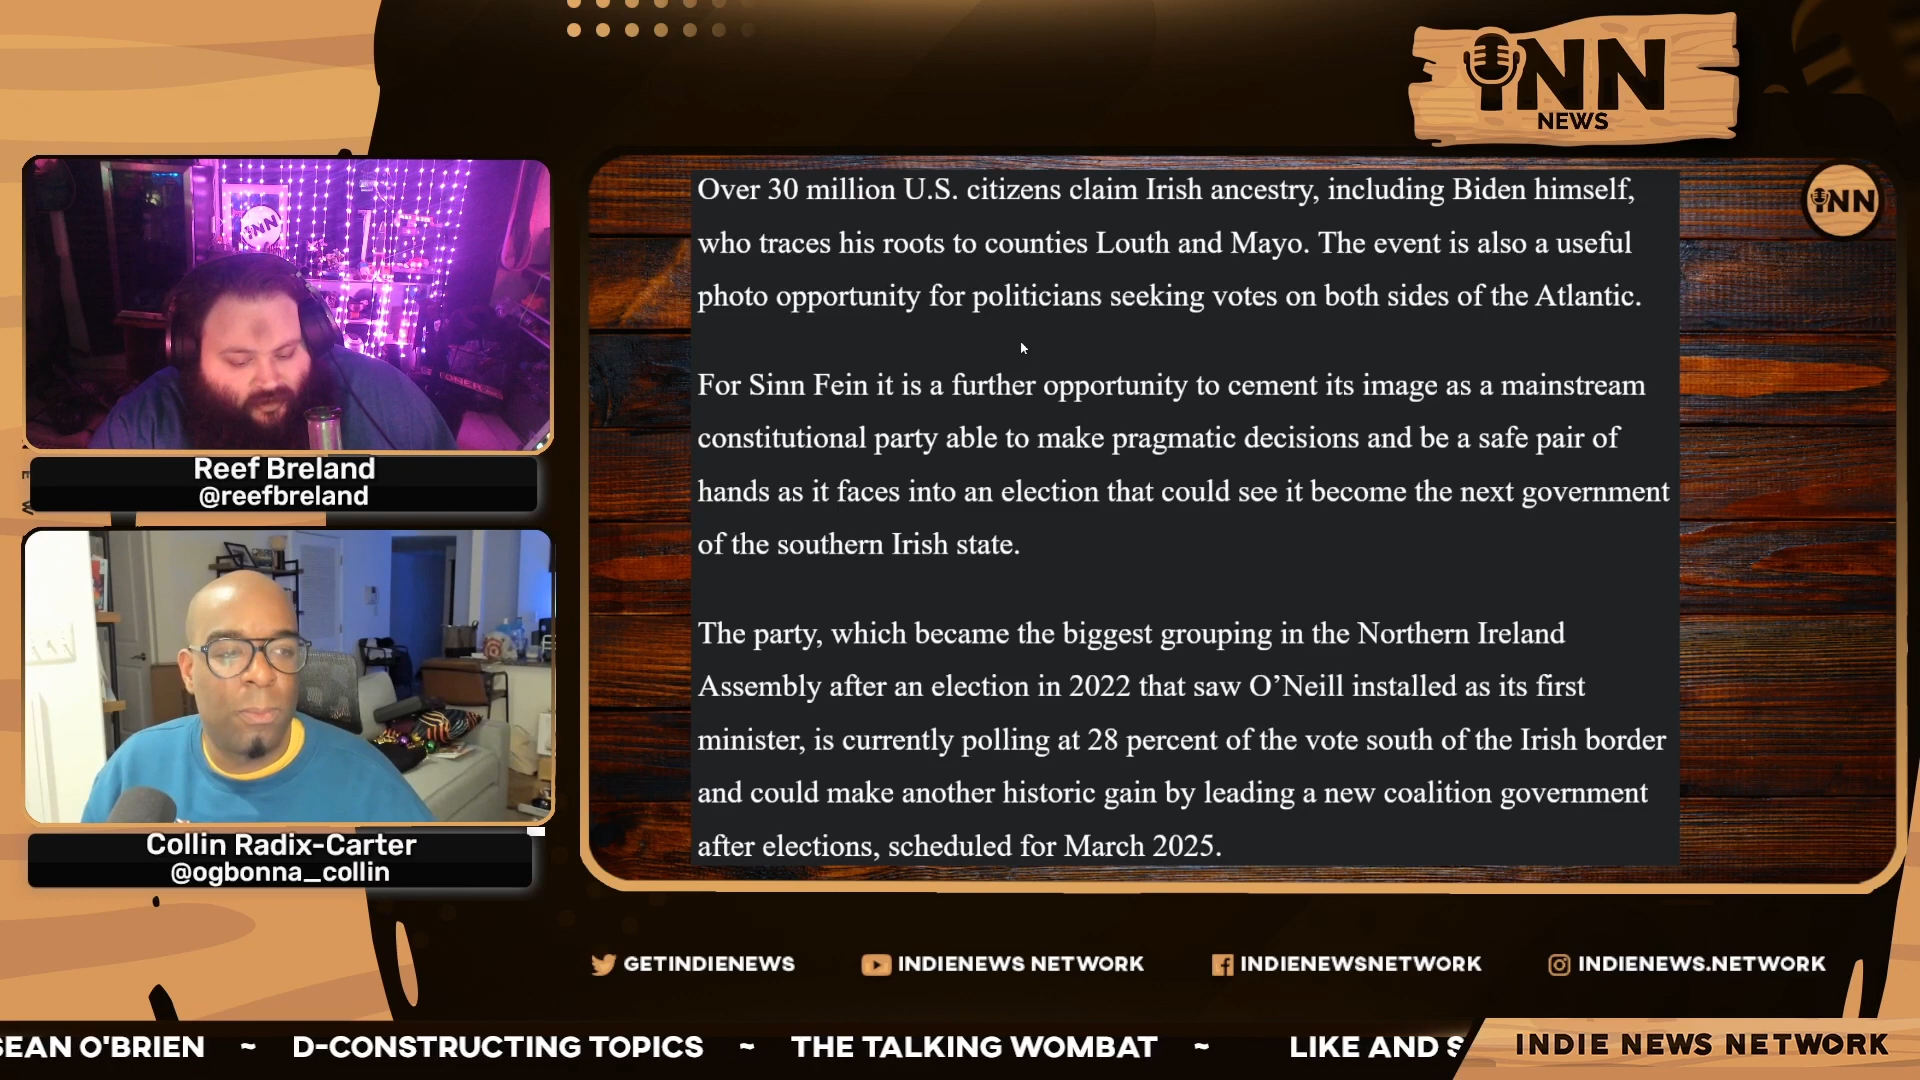 iNN
NEWS
iNN
iNN
Over 30 million U.S. citizens claim Irish ancestry, including Biden himself,
who traces his roots to counties Louth and Mayo. The event is also a useful
photo opportunity for politicians seeking votes on both sides of the Atlantic.
For Sinn Fein it is a further opportunity to cement its image as a mainstream
constitutional party able to make pragmatic decisions and be a safe pair of
hands as it faces into an election that could see it become the next government
of the southern Irish state.
The party, which became the biggest grouping in the Northern Ireland
Assembly after an election in 2022 that saw O’Neill installed as its first
minister, is currently polling at 28 percent of the vote south of the Irish border
and could make another historic gain by leading a new coalition government
after elections, scheduled for March 2025.
Reef Breland
@reefbreland
Collin Radix-Carter
@ogbonna_collin
GETINDIENEWS
INDIENEWS NETWORK
INDIENEWSNETWORK
INDIENEWS.NETWORK
SEAN O'BRIEN ~ D-CONSTRUCTING TOPICS ~ THE TALKING WOMBAT ~ LIKE AND S
INDIE NEWS NETWORK